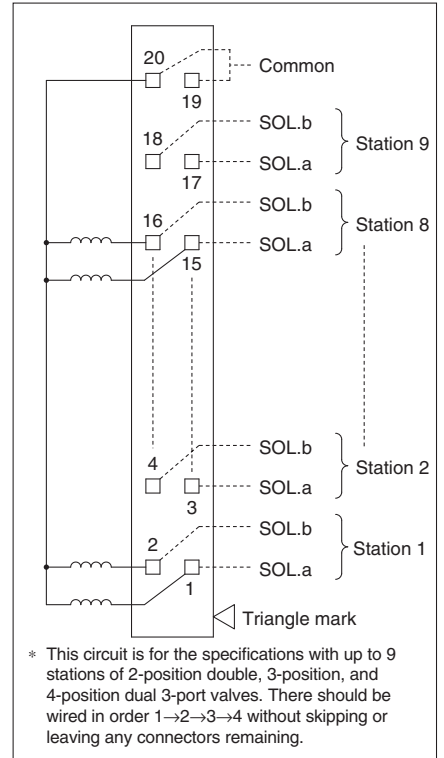 20
Common
19
SOL.b
18
Station 9
SOL.a
17
SOL.b
16
Station 8
SOL.a
15
SOL.b
4
Station 2
SOL.a
3
SOL.b
2
Station 1
SOL.a
1
Triangle mark
* This circuit is for the specifications with up to 9
stations of 2-position double, 3-position, and
4-position dual 3-port valves. There should be
wired in order 1→2→3→4 without skipping or
leaving any connectors remaining.